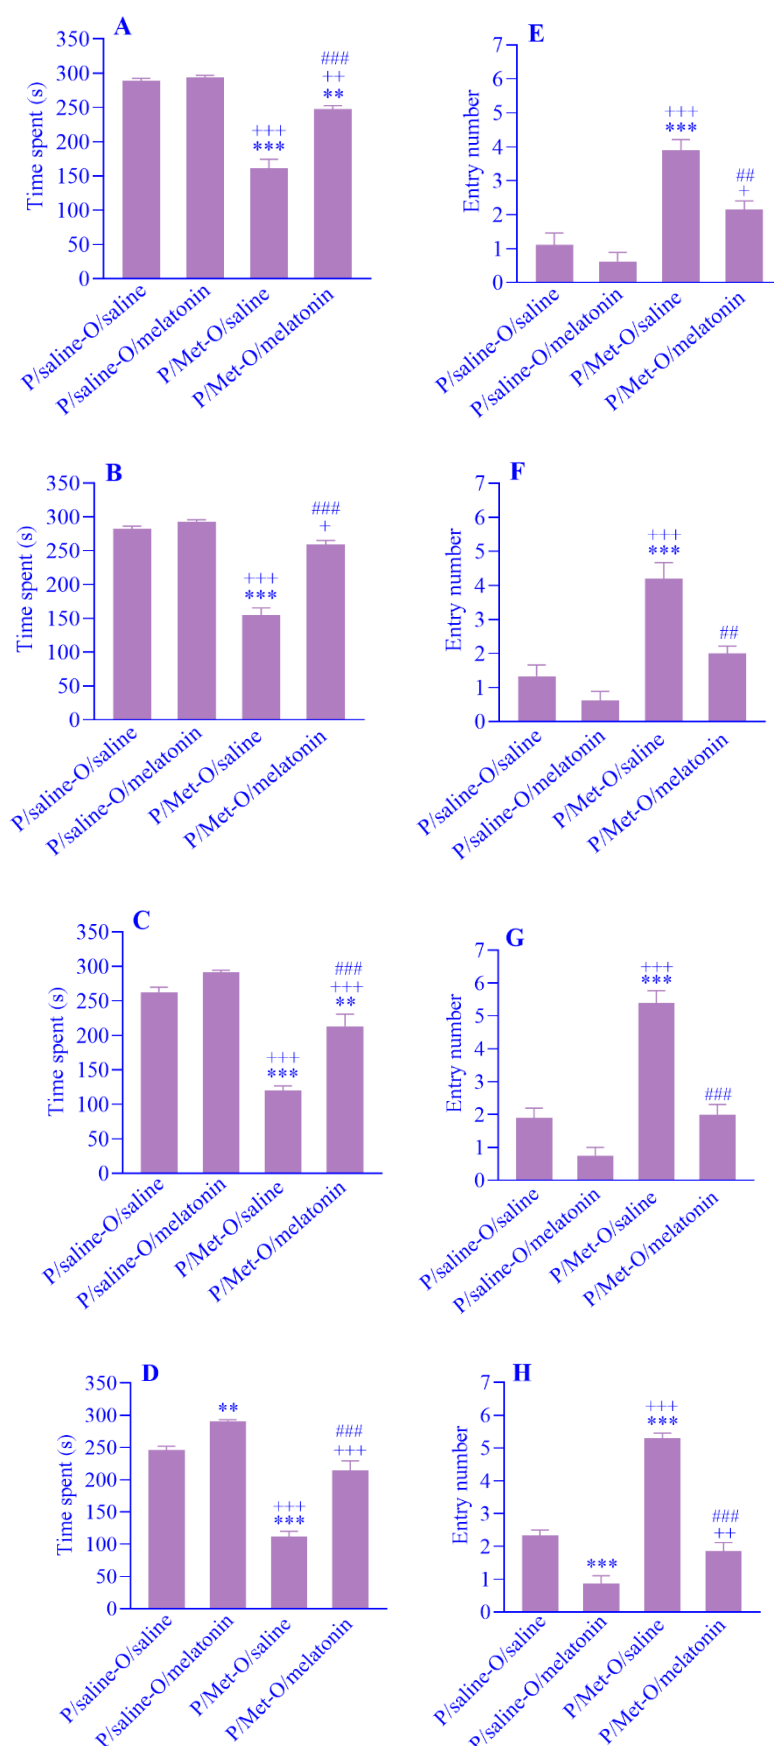 A
Time spent (s)
350
300
250
200
150
100
50
0
+++
***
###
++
**
P/saline-O/saline
P/saline-O/melatonin
P/Met-O/saline
P/Met-O/melatonin
E
Entry number
7
6
5
4
3
2
1
0
+++
***
##
+
P/saline-O/saline
P/saline-O/melatonin
P/Met-O/saline
P/Met-O/melatonin
B
Time spent (s)
350
300
250
200
150
100
50
0
+++
***
###
+
P/saline-O/saline
P/saline-O/melatonin
P/Met-O/saline
P/Met-O/melatonin
F
Entry number
7
6
5
4
3
2
1
0
+++
***
##
P/saline-O/saline
P/saline-O/melatonin
P/Met-O/saline
P/Met-O/melatonin
C
Time spent (s)
350
300
250
200
150
100
50
0
+++
***
###
+++
**
P/saline-O/saline
P/saline-O/melatonin
P/Met-O/saline
P/Met-O/melatonin
G
Entry number
7
6
5
4
3
2
1
0
+++
***
###
P/saline-O/saline
P/saline-O/melatonin
P/Met-O/saline
P/Met-O/melatonin
D
Time spent (s)
350
300
250
200
150
100
50
0
**
+++
***
###
+++
P/saline-O/saline
P/saline-O/melatonin
P/Met-O/saline
P/Met-O/melatonin
H
Entry number
7
6
5
4
3
2
1
0
***
+++
***
###
++
P/saline-O/saline
P/saline-O/melatonin
P/Met-O/saline
P/Met-O/melatonin